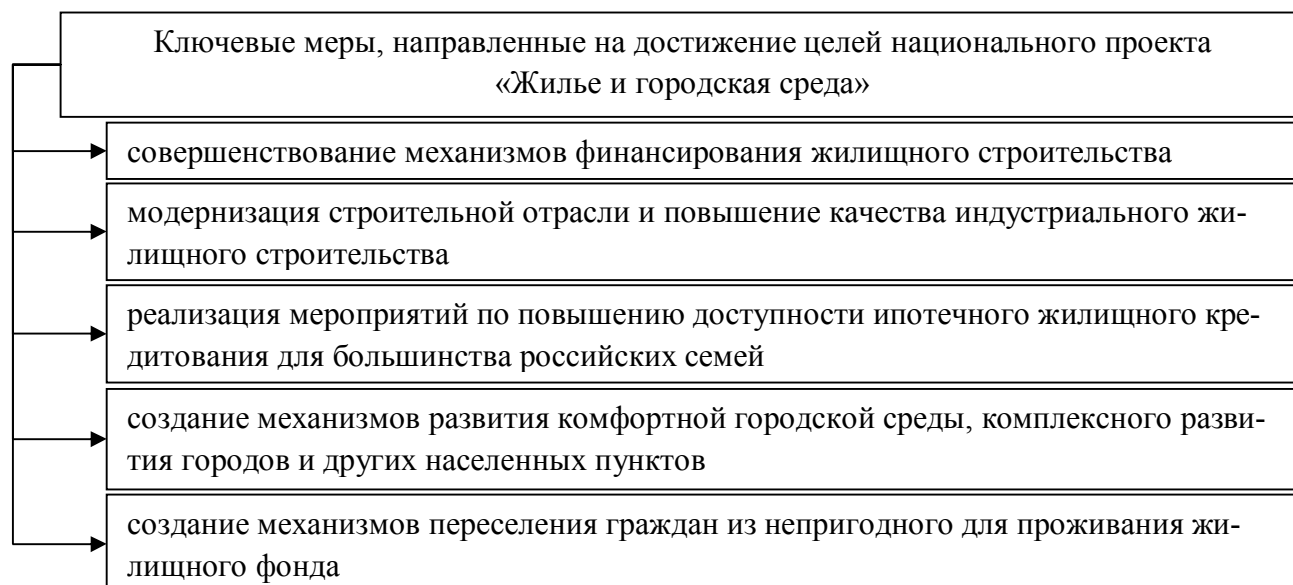 Ключевые меры, направленные на достижение целей национального проекта
«Жилье и городская среда»
совершенствование механизмов финансирования жилищного строительства
модернизация строительной отрасли и повышение качества индустриального жи-
лищного строительства
реализация мероприятий по повышению доступности ипотечного жилищного кре-
дитования для большинства российских семей
создание механизмов развития комфортной городской среды, комплексного разви-
тия городов и других населенных пунктов
создание механизмов переселения граждан из непригодного для проживания жи-
лищного фонда